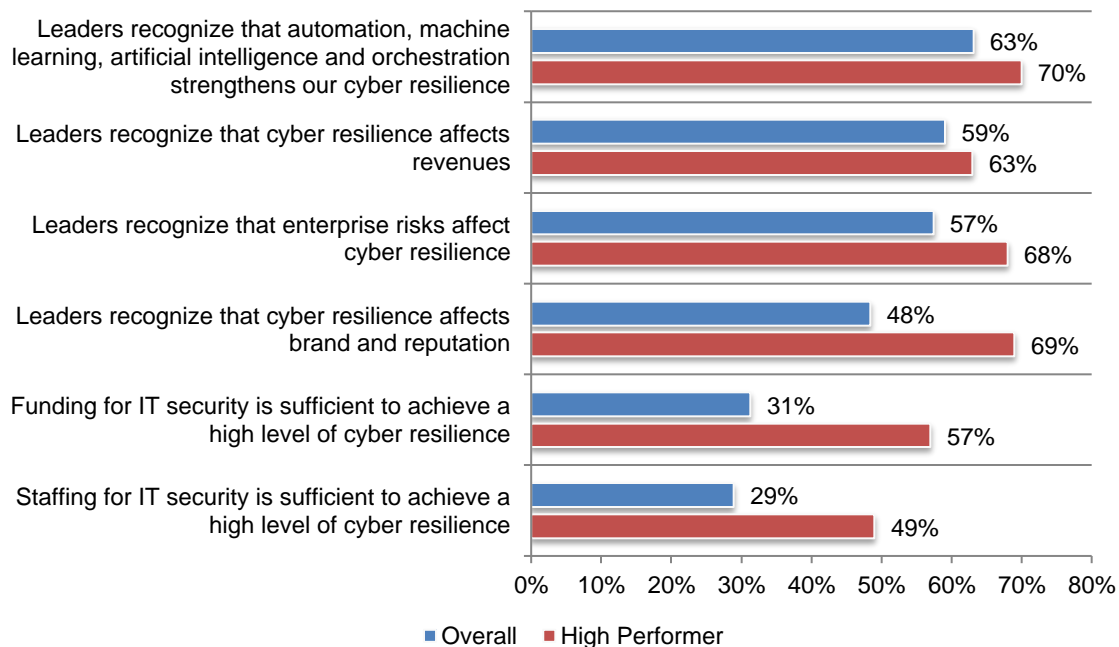 Leaders recognize that automation, machine
learning, artificial intelligence and orchestration
strengthens our cyber resilience
63%
70%
Leaders recognize that cyber resilience affects
revenues
59%
63%
Leaders recognize that enterprise risks affect
cyber resilience
57%
68%
Leaders recognize that cyber resilience affects
brand and reputation
48%
69%
Funding for IT security is sufficient to achieve a
high level of cyber resilience
31%
57%
Staffing for IT security is sufficient to achieve a
high level of cyber resilience
29%
49%
0% 10% 20% 30% 40% 50% 60% 70% 80%
Overall High Performer